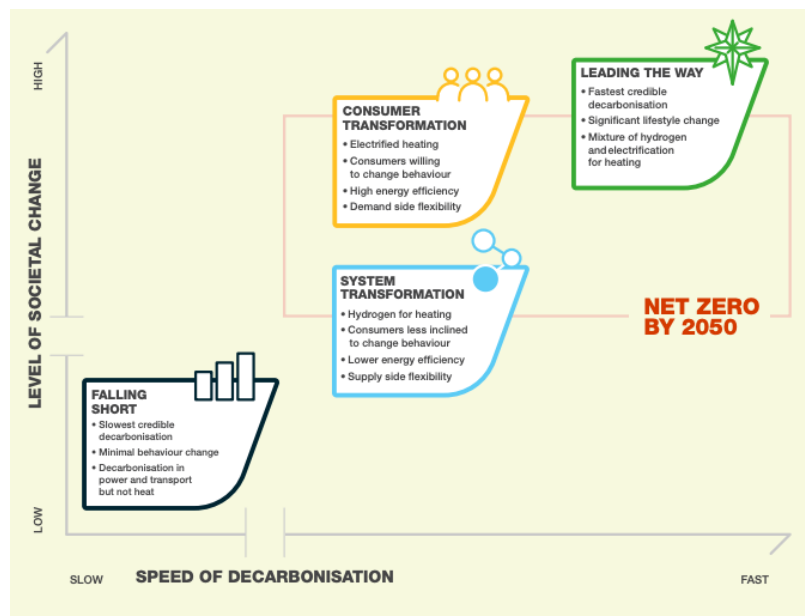 HIGH
LEVEL OF SOCIETAL CHANGE
LOW
LEADING THE WAY
• Fastest credible
decarbonisation
• Significant lifestyle change
• Mixture of hydrogen
and electrification
for heating
CONSUMER
TRANSFORMATION
• Electrified heating
• Consumers willing
to change behaviour
• High energy efficiency
• Demand side flexibility
SYSTEM
TRANSFORMATION
• Hydrogen for heating
• Consumers less inclined
to change behaviour
• Lower energy efficiency
• Supply side flexibility
NET ZERO
BY 2050
FALLING
SHORT
• Slowest credible
decarbonisation
• Minimal behaviour change
• Decarbonisation in
power and transport
but not heat
SLOW
SPEED OF DECARBONISATION
FAST